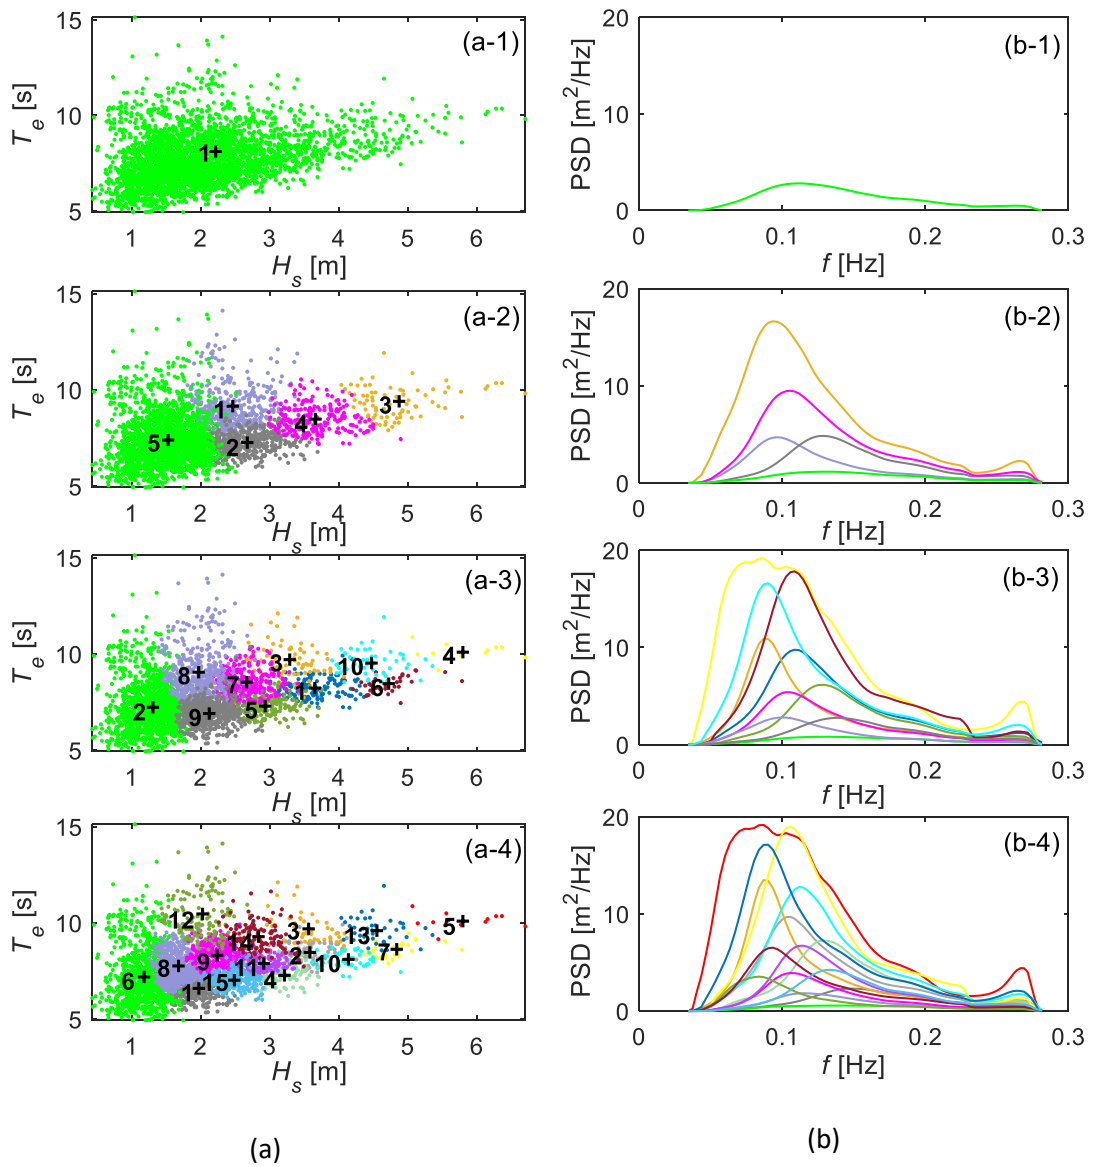 15
10
5
T_e [s]
(a-1)
1
1 2 3 4 5 6
H_s [m]
20
10
0
PSD [m²/Hz]
(b-1)
0 0.1 0.2 0.3
f [Hz]
15
10
5
T_e [s]
(a-2)
1
2
3
4
5
1 2 3 4 5 6
H_s [m]
20
10
0
PSD [m²/Hz]
(b-2)
0 0.1 0.2 0.3
f [Hz]
15
10
5
T_e [s]
(a-3)
8
3
10
4
7
1
6
2
9
5
1 2 3 4 5 6
H_s [m]
20
10
0
PSD [m²/Hz]
(b-3)
0 0.1 0.2 0.3
f [Hz]
15
10
5
T_e [s]
(a-4)
12
14
3
13
5
6
8
9
11
2
10
7
1
15
4
1 2 3 4 5 6
H_s [m]
20
10
0
PSD [m²/Hz]
(b-4)
0 0.1 0.2 0.3
f [Hz]
(a)
(b)